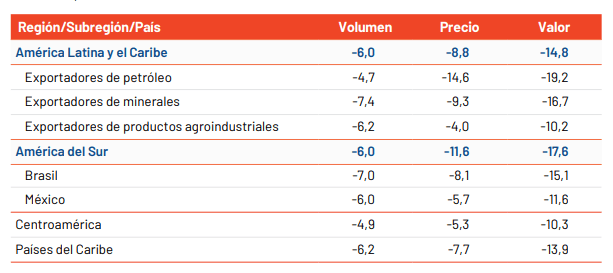 Región/Subregión/País Volumen Precio Valor
América Latina y el Caribe -6,0 -8,8 -14,8
Exportadores de petróleo -4,7 -14,6 -19,2
Exportadores de minerales -7,4 -9,3 -16,7
Exportadores de productos agroindustriales -6,2 -4,0 -10,2
América del Sur -6,0 -11,6 -17,6
Brasil -7,0 -8,1 -15,1
México -6,0 -5,7 -11,6
Centroamérica -4,9 -5,3 -10,3
Países del Caribe -6,2 -7,7 -13,9